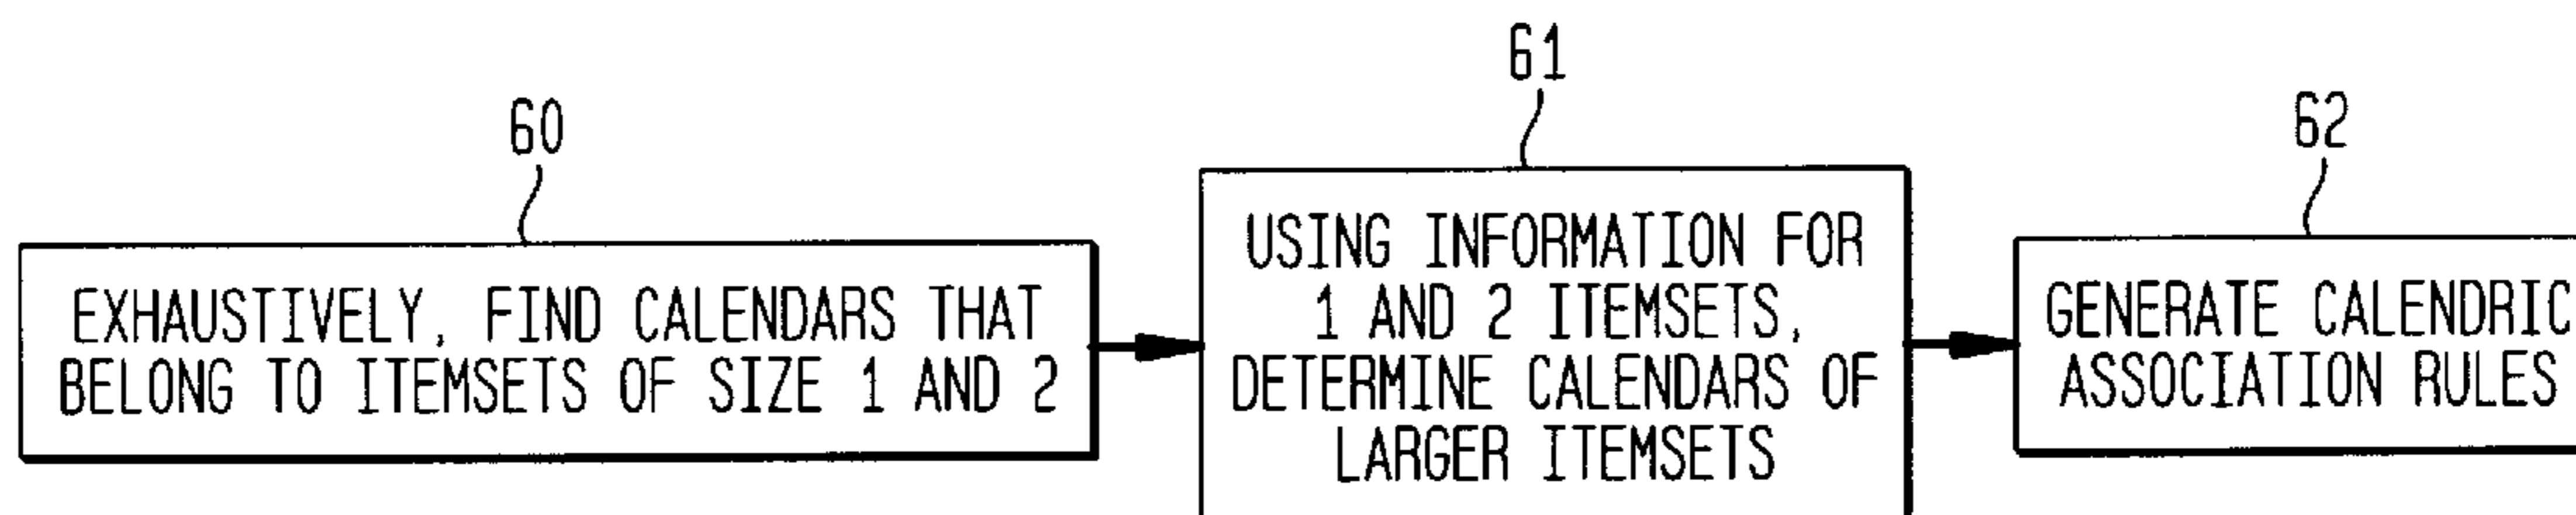 60
EXHAUSTIVELY, FIND CALENDARS THAT
BELONG TO ITEMSETS OF SIZE 1 AND 2
61
USING INFORMATION FOR
1 AND 2 ITEMSETS,
DETERMINE CALENDARS OF
LARGER ITEMSETS
62
GENERATE CALENDRIC
ASSOCIATION RULES